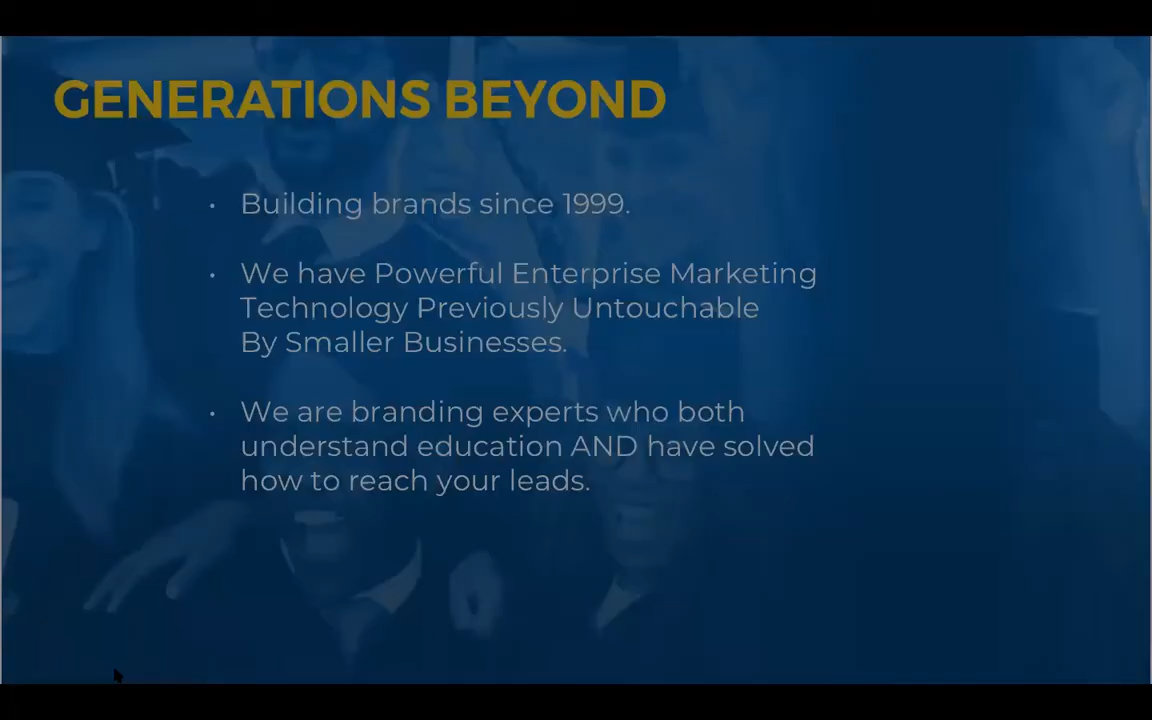 GENERATIONS BEYOND
• Building brands since 1999.
• We have Powerful Enterprise Marketing
Technology Previously Untouchable
By Smaller Businesses.
• We are branding experts who both
understand education AND have solved
how to reach your leads.